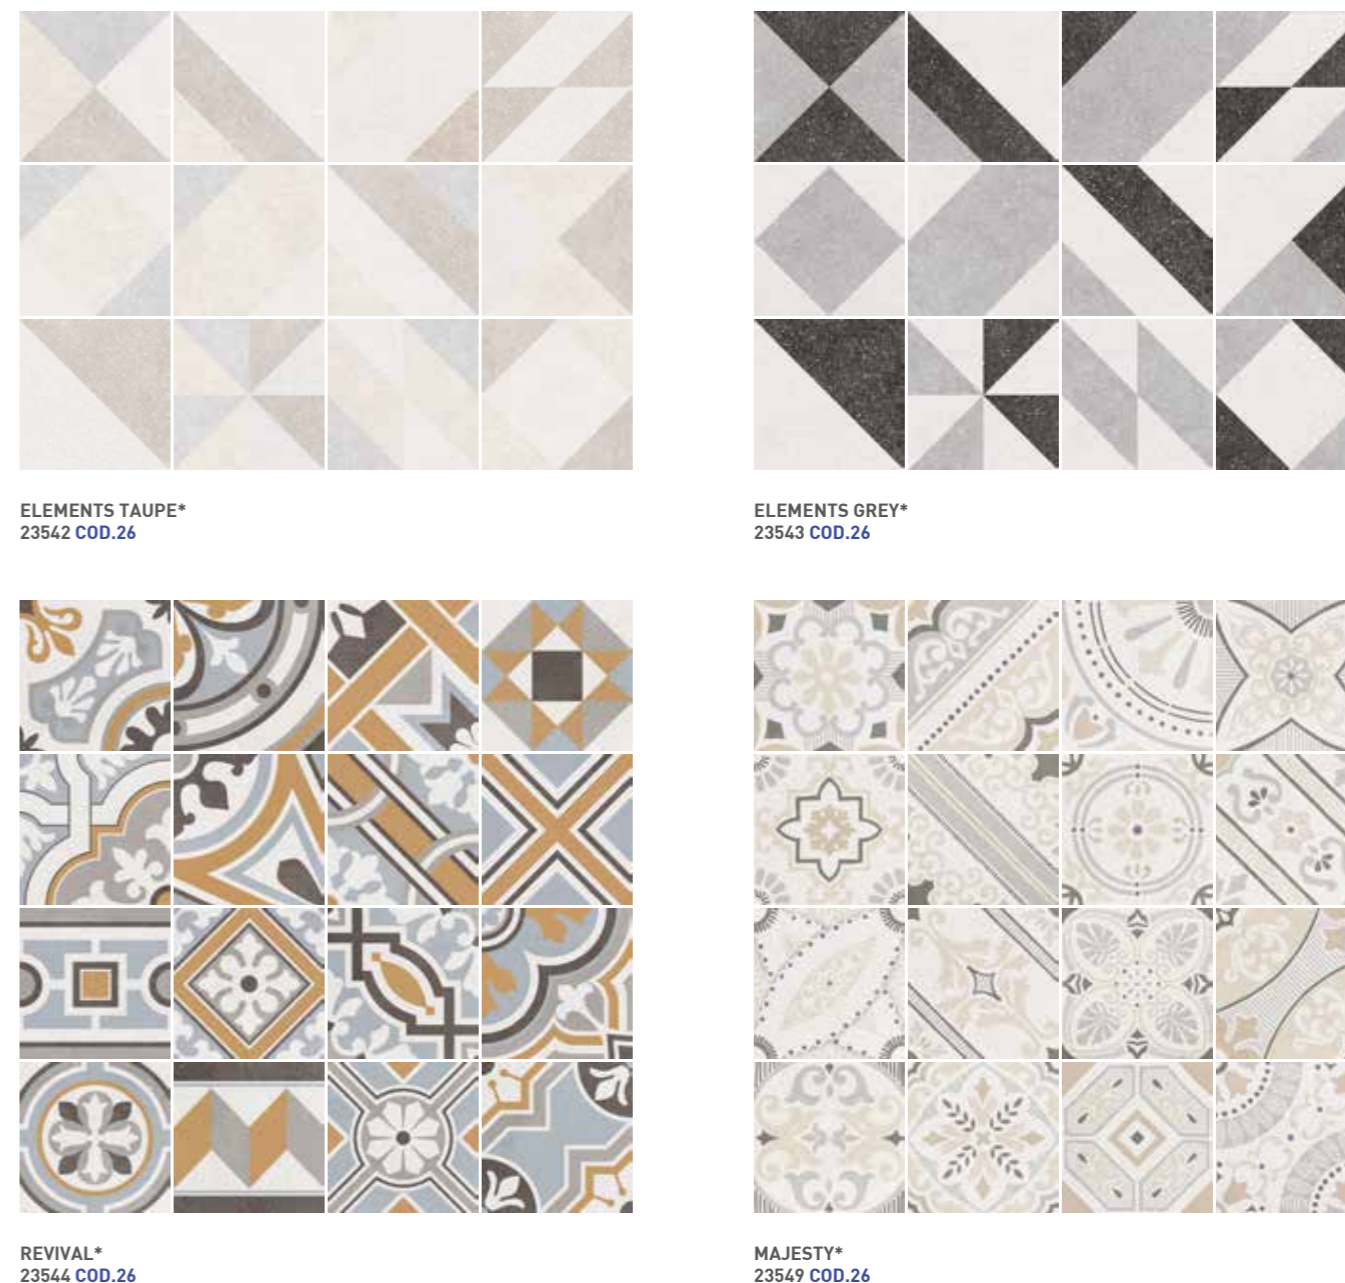 ELEMENTS TAUPE*
23542 COD.26
ELEMENTS GREY*
23543 COD.26
REVIVAL*
23544 COD.26
MAJESTY*
23549 COD.26